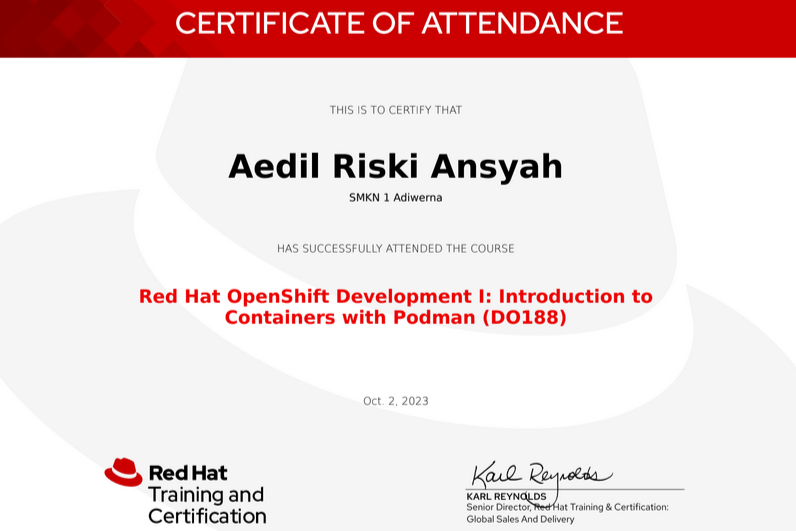 CERTIFICATE OF ATTENDANCE
THIS IS TO CERTIFY THAT
Aedil Riski Ansyah
SMKN 1 Adiwerna
HAS SUCCESSFULLY ATTENDED THE COURSE
Red Hat OpenShift Development I: Introduction to
Containers with Podman (DO188)
Oct. 2, 2023
Red Hat
Training and
Certification
Karl Reynolds
KARL REYNOLDS
Senior Director, Red Hat Training & Certification:
Global Sales And Delivery